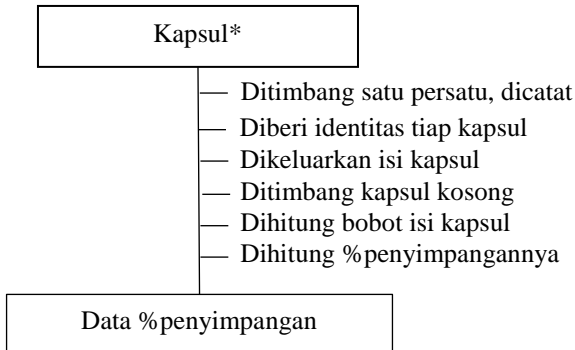 Kapsul*
Ditimbang satu persatu, dicatat
Diberi identitas tiap kapsul
Dikeluarkan isi kapsul
Ditimbang kapsul kosong
Dihitung bobot isi kapsul
Dihitung %penyimpangannya
Data %penyimpangan